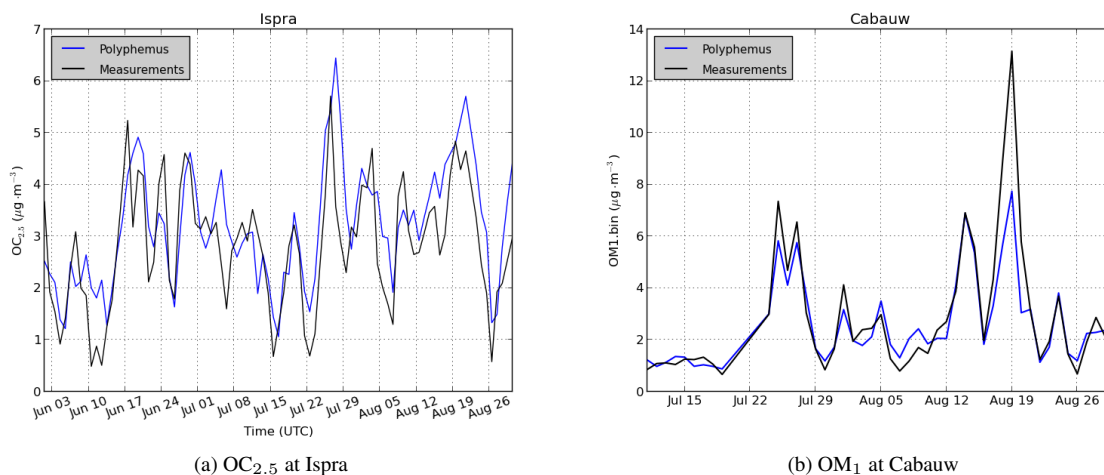 Ispra
7
6
5
4
3
2
1
0
OC2.5 (μg·m−3)
Polyphemus
Measurements
Jun 03 Jun 10 Jun 17 Jun 24 Jul 01 Jul 08 Jul 15 Jul 22 Jul 29 Aug 05 Aug 12 Aug 19 Aug 26
Time (UTC)
(a) OC2.5 at Ispra
Cabauw
14
12
10
8
6
4
2
0
OM1.bin (μg·m−3)
Polyphemus
Measurements
Jul 15 Jul 22 Jul 29 Aug 05 Aug 12 Aug 19 Aug 26
(b) OM1 at Cabauw